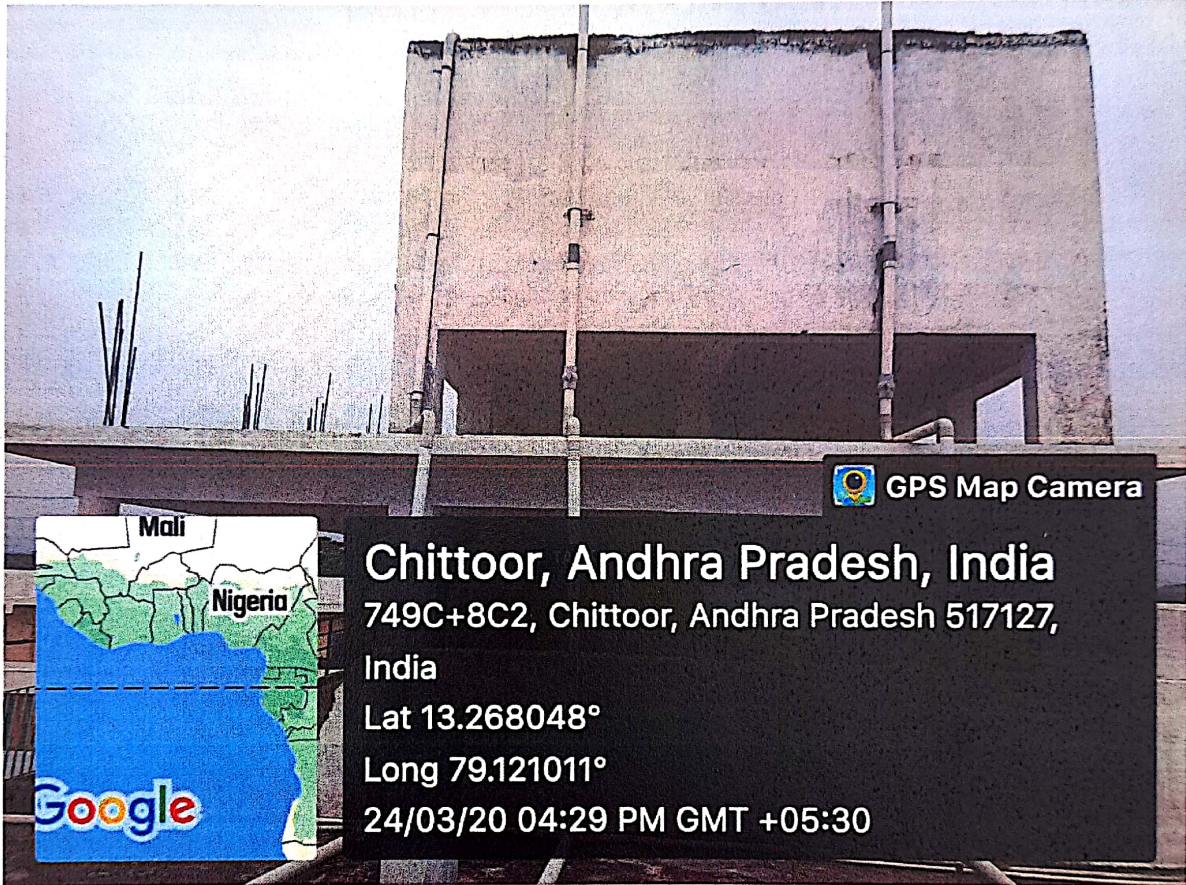 GPS Map Camera
Mali
Nigeria
Google
Chittoor, Andhra Pradesh, India
749C+8C2, Chittoor, Andhra Pradesh 517127,
India
Lat 13.268048°
Long 79.121011°
24/03/20 04:29 PM GMT +05:30